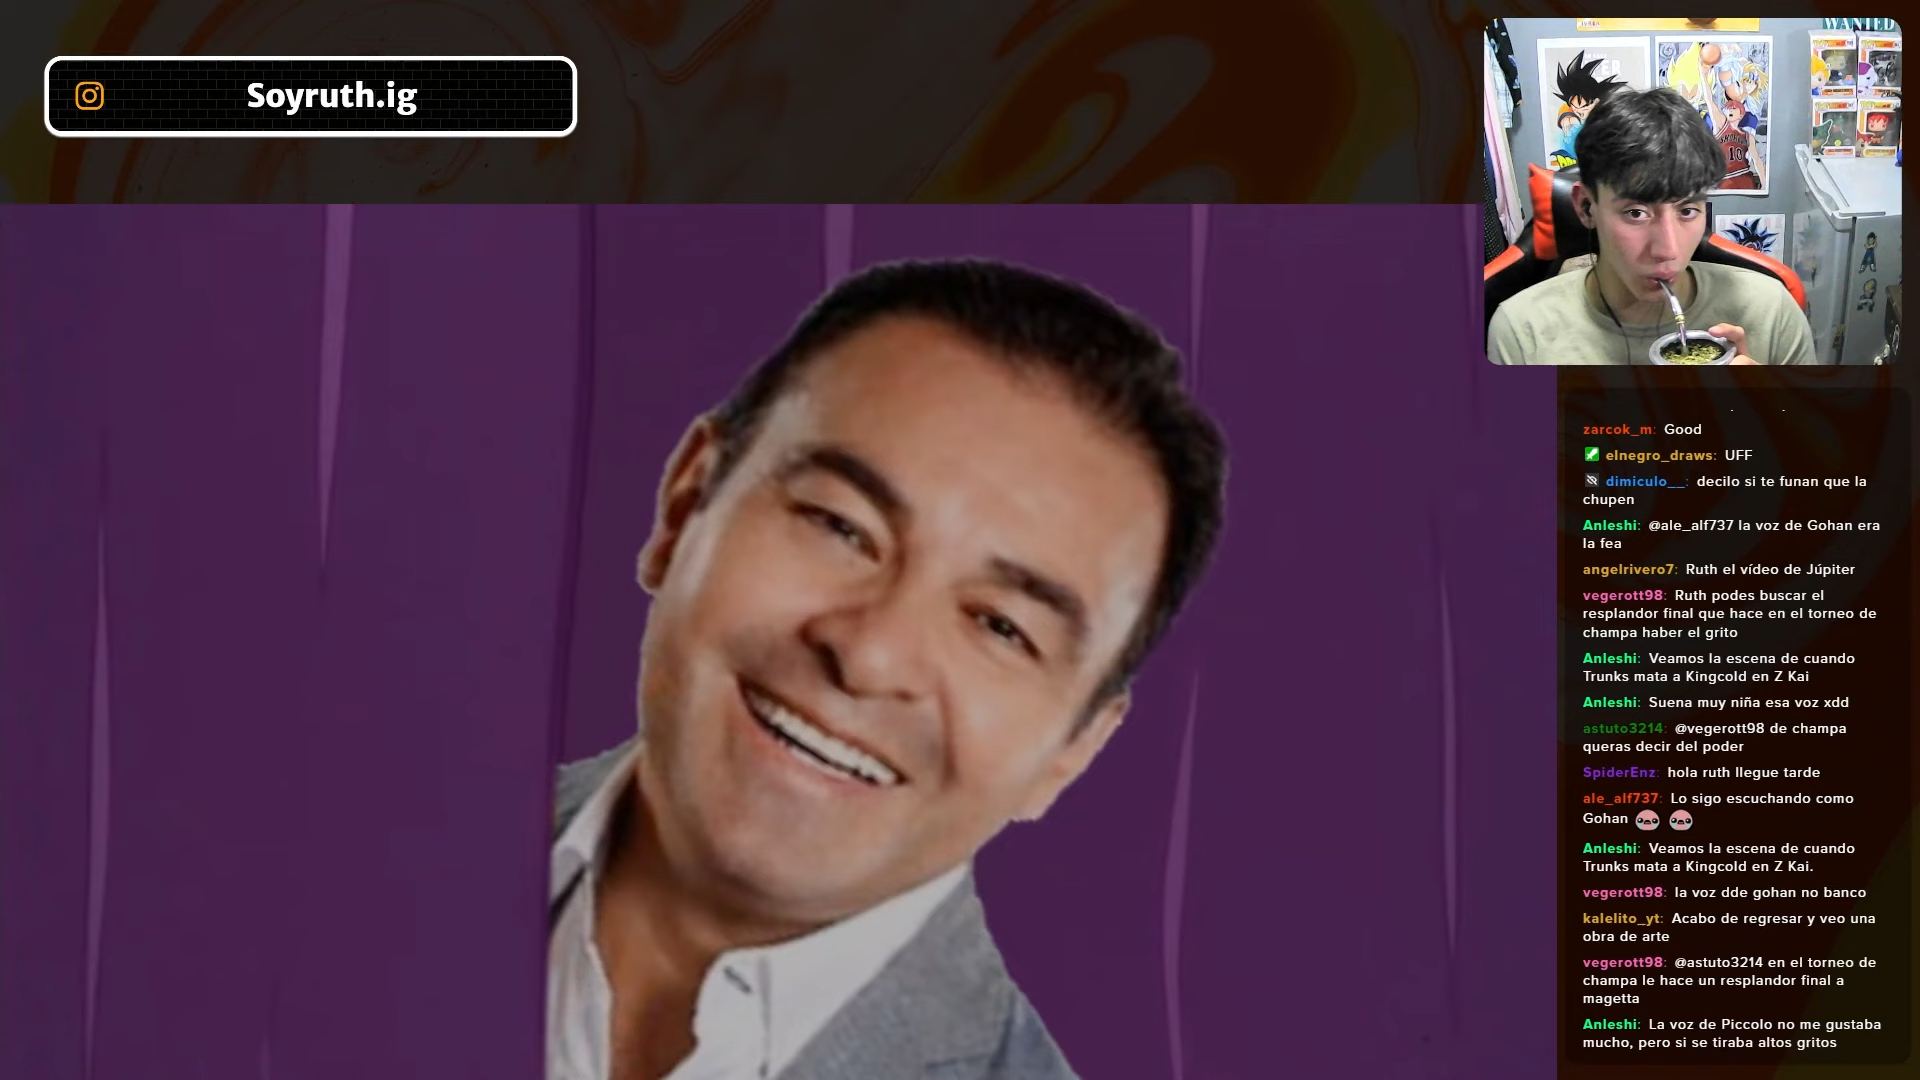 Soyruth.ig
WANTED
zarcok_m: Good
elnegro_draws: UFF
dimiculo__: decilo si te funan que la
chupen
Anleshi: @ale_alf737 la voz de Gohan era
la fea
angelrivero7: Ruth el vídeo de Júpiter
vegerott98: Ruth podes buscar el
resplandor final que hace en el torneo de
champa haber el grito
Anleshi: Veamos la escena de cuando
Trunks mata a Kingcold en Z Kai
Anleshi: Suena muy niña esa voz xdd
astuto3214: @vegerott98 de champa
queras decir del poder
SpiderEnz: hola ruth llegue tarde
ale_alf737: Lo sigo escuchando como
Gohan
Anleshi: Veamos la escena de cuando
Trunks mata a Kingcold en Z Kai.
vegerott98: la voz dde gohan no banco
kalelito_yt: Acabo de regresar y veo una
obra de arte
vegerott98: @astuto3214 en el torneo de
champa le hace un resplandor final a
magetta
Anleshi: La voz de Piccolo no me gustaba
mucho, pero si se tiraba altos gritos